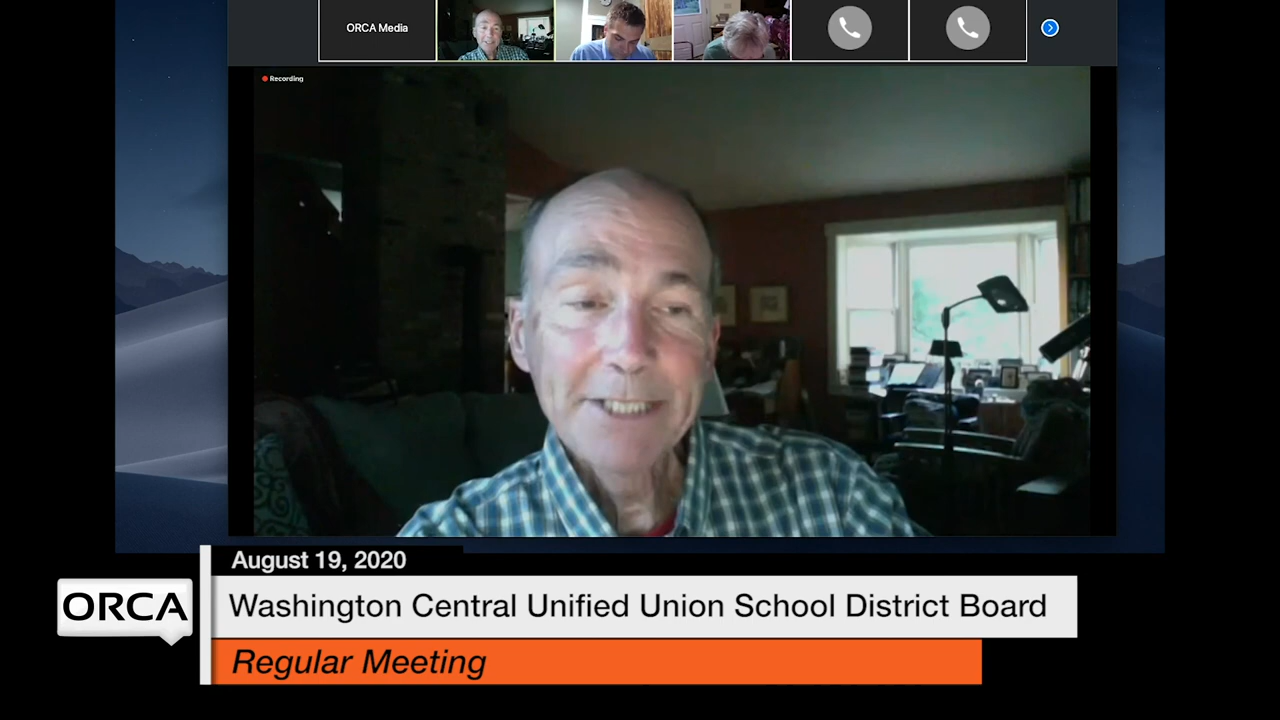 ORCA Media
Recording
August 19, 2020
ORCA
Washington Central Unified Union School District Board
Regular Meeting